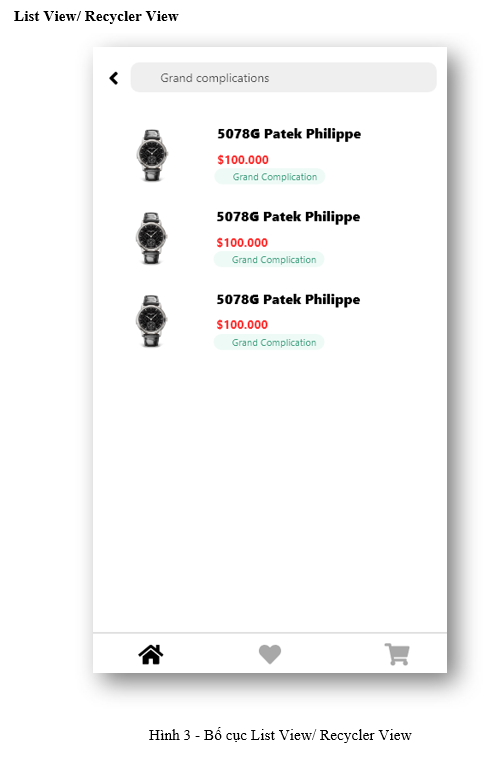 List View/ Recycler View
Grand complications
5078G Patek Philippe
$100.000
Grand Complication
5078G Patek Philippe
$100.000
Grand Complication
5078G Patek Philippe
$100.000
Grand Complication
Hình 3 - Bố cục List View/ Recycler View